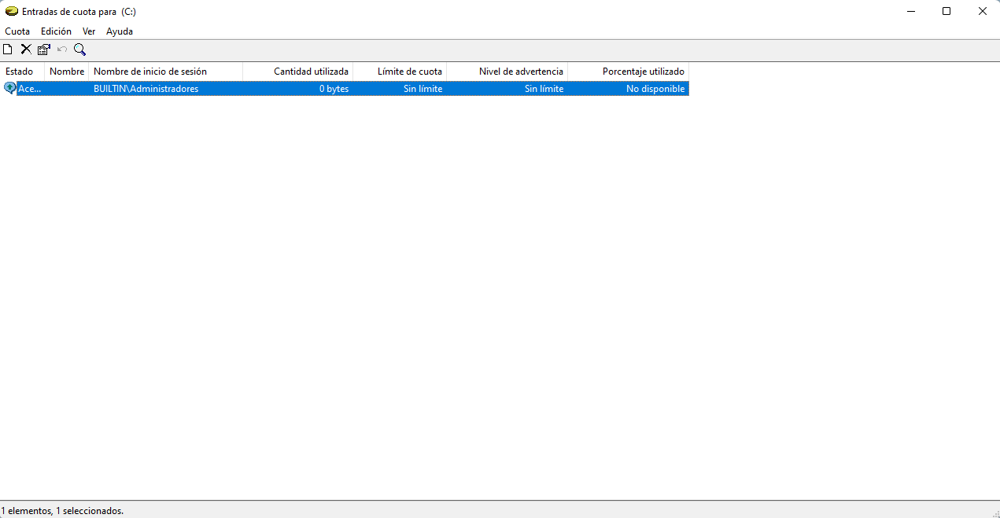 Entradas de cuota para (C:)
Cuota Edición Ver Ayuda
Estado Nombre Nombre de inicio de sesión Cantidad utilizada Límite de cuota Nivel de advertencia Porcentaje utilizado
Ace... BUILTIN\Administradores 0 bytes Sin límite Sin límite No disponible
1 elementos, 1 seleccionados.